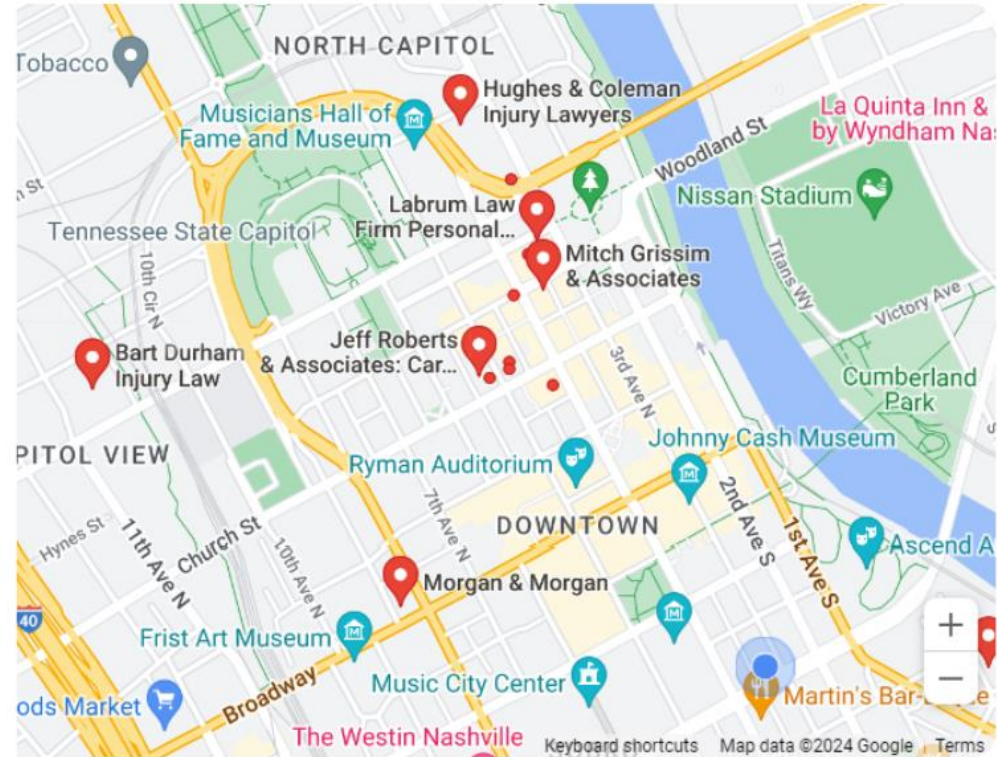 NORTH CAPITOL
Tobacco
Hughes & Coleman
Injury Lawyers
Musicians Hall of
Fame and Museum
La Quinta Inn &
by Wyndham Nas
Woodland St
n St
Nissan Stadium
Labrum Law
Firm Personal...
Tennessee State Capitol
10th Cir N
Mitch Grissim
& Associates
Titans Wy
Victory Ave
Jeff Roberts
& Associates: Car...
Bart Durham
Injury Law
3rd Ave N
Cumberland
Park
PITOL VIEW
Johnny Cash Museum
Ryman Auditorium
7th Ave N
2nd Ave S
DOWNTOWN
Hynes St
11th Ave N
Church St
10th Ave N
1st Ave S
Ascend A
Morgan & Morgan
40
Frist Art Museum
+
Broadway
Music City Center
−
ods Market
Martin's Bar-
e
The Westin Nashville
Keyboard shortcuts
Map data ©2024 Google
Terms